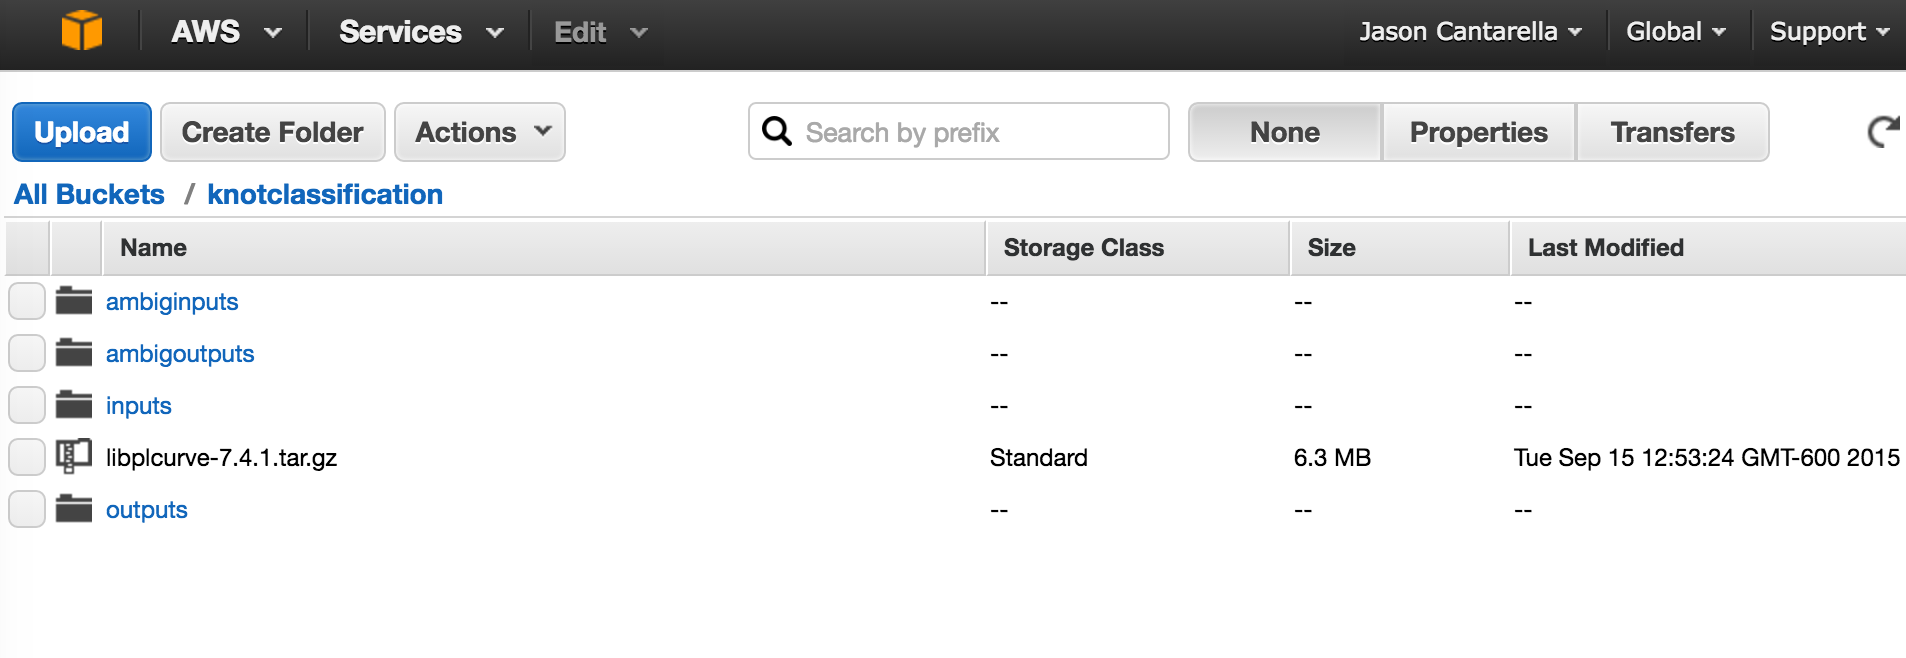 AWS Services Edit Jason Cantarella Global Support
Upload Create Folder Actions Search by prefix None Properties Transfers
All Buckets / knotclassification
Name Storage Class Size Last Modified
ambiginputs -- -- --
ambigoutputs -- -- --
inputs -- -- --
libplcurve-7.4.1.tar.gz Standard 6.3 MB Tue Sep 15 12:53:24 GMT-600 2015
outputs -- -- --